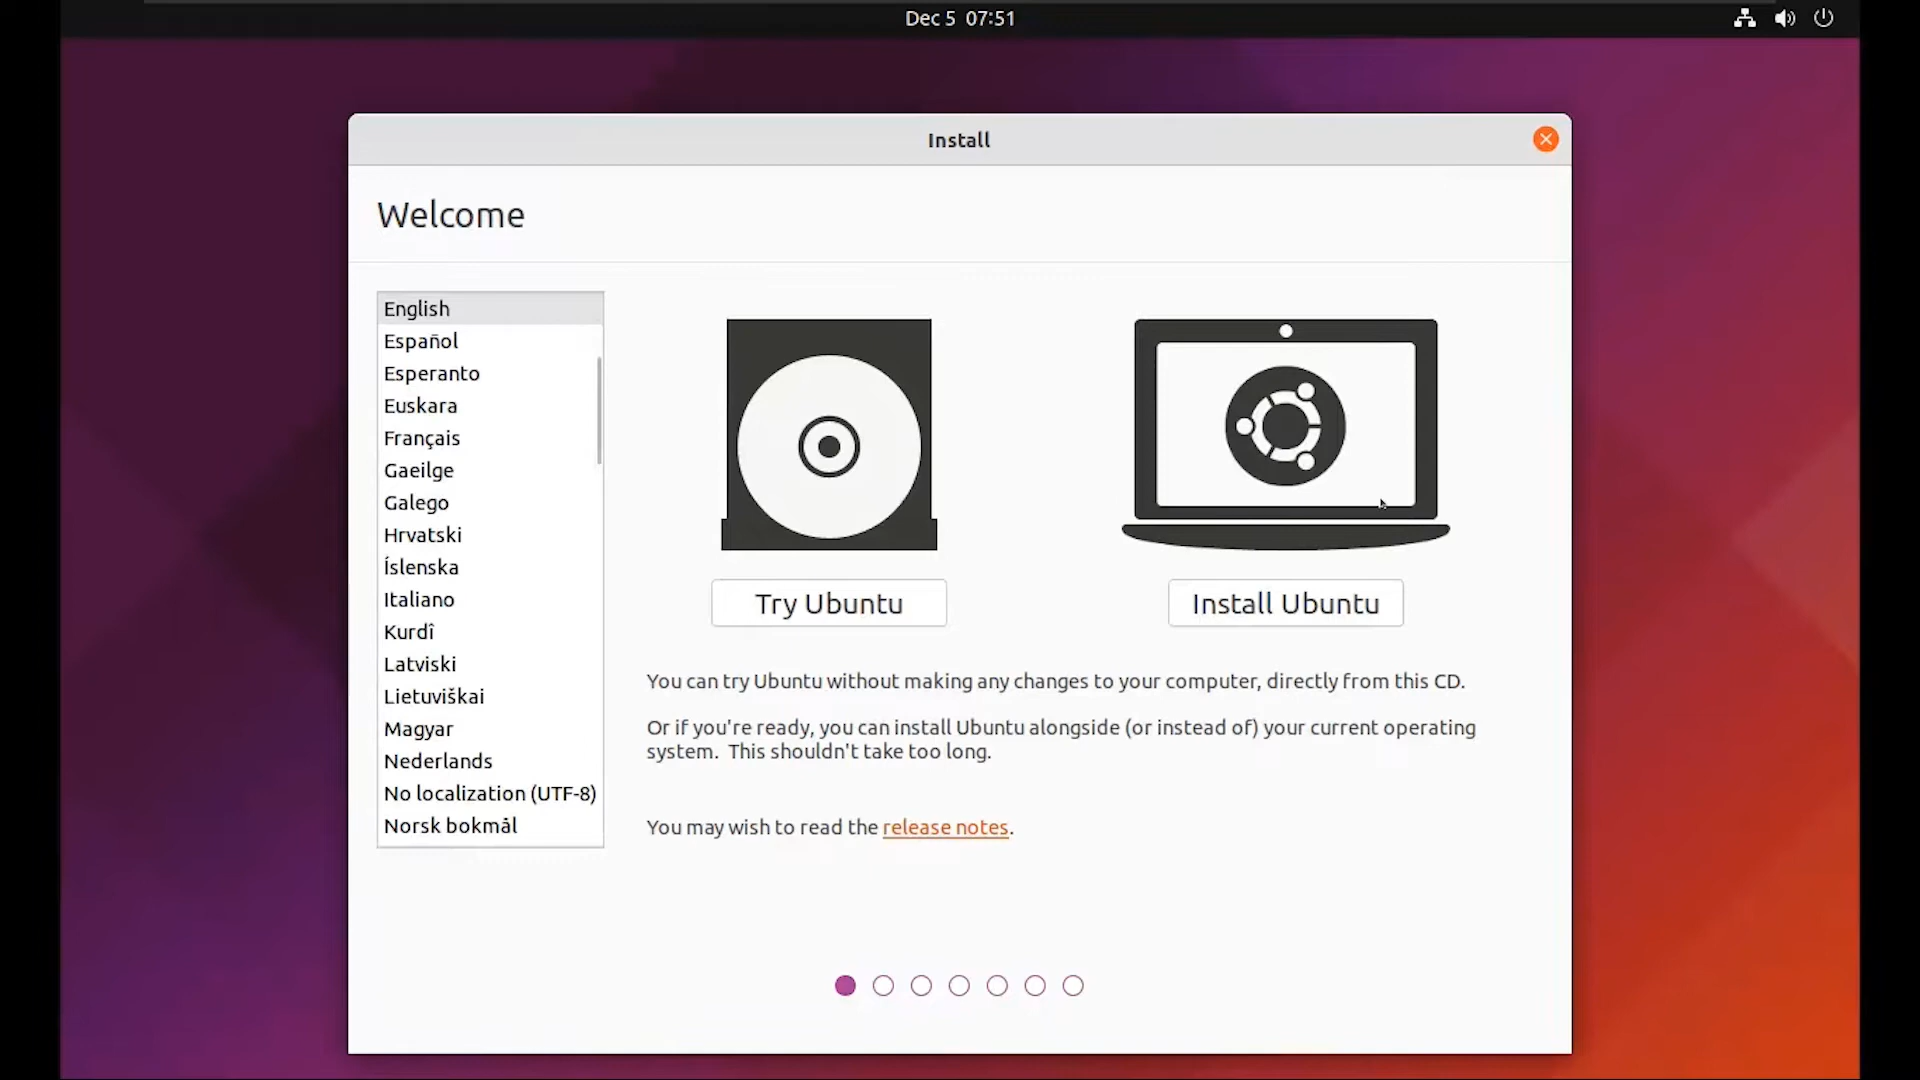 Dec 5 07:51
Install
Welcome
English
Español
Esperanto
Euskara
Français
Gaeilge
Galego
Hrvatski
Íslenska
Italiano
Kurdî
Latviski
Lietuviškai
Magyar
Nederlands
No localization (UTF-8)
Norsk bokmål
Try Ubuntu
Install Ubuntu
You can try Ubuntu without making any changes to your computer, directly from this CD.
Or if you're ready, you can install Ubuntu alongside (or instead of) your current operating
system. This shouldn't take too long.
You may wish to read the release notes.